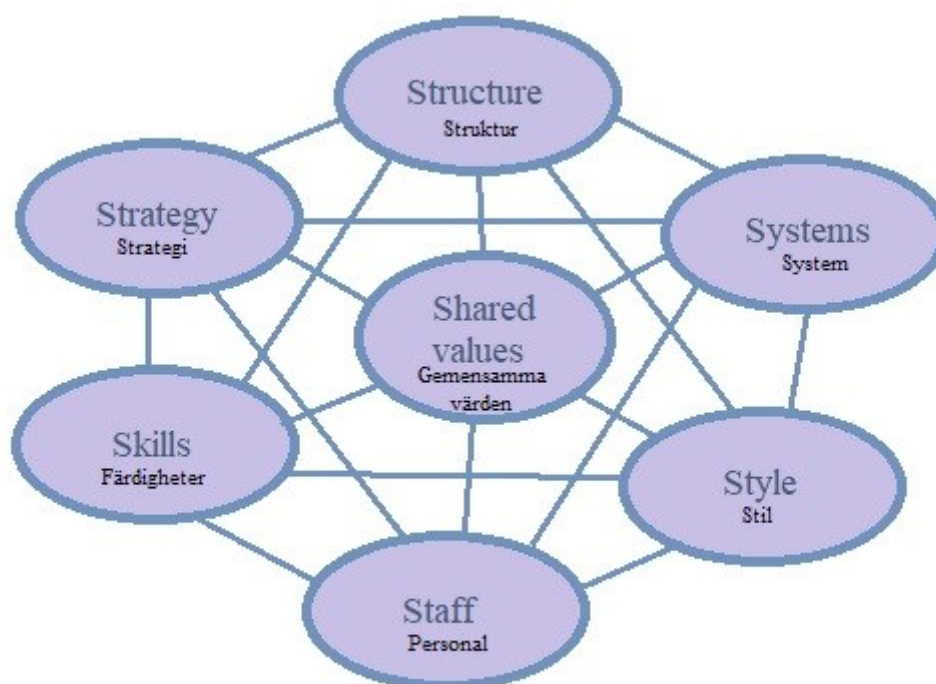 Structure
Struktur
Strategy
Strategi
Systems
System
Shared
values
Gemensamma
värden
Skills
Färdigheter
Style
Stil
Staff
Personal